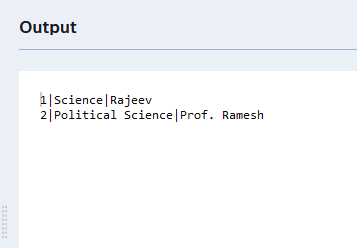 Output
1|Science|Rajeev
2|Political Science|Prof. Ramesh